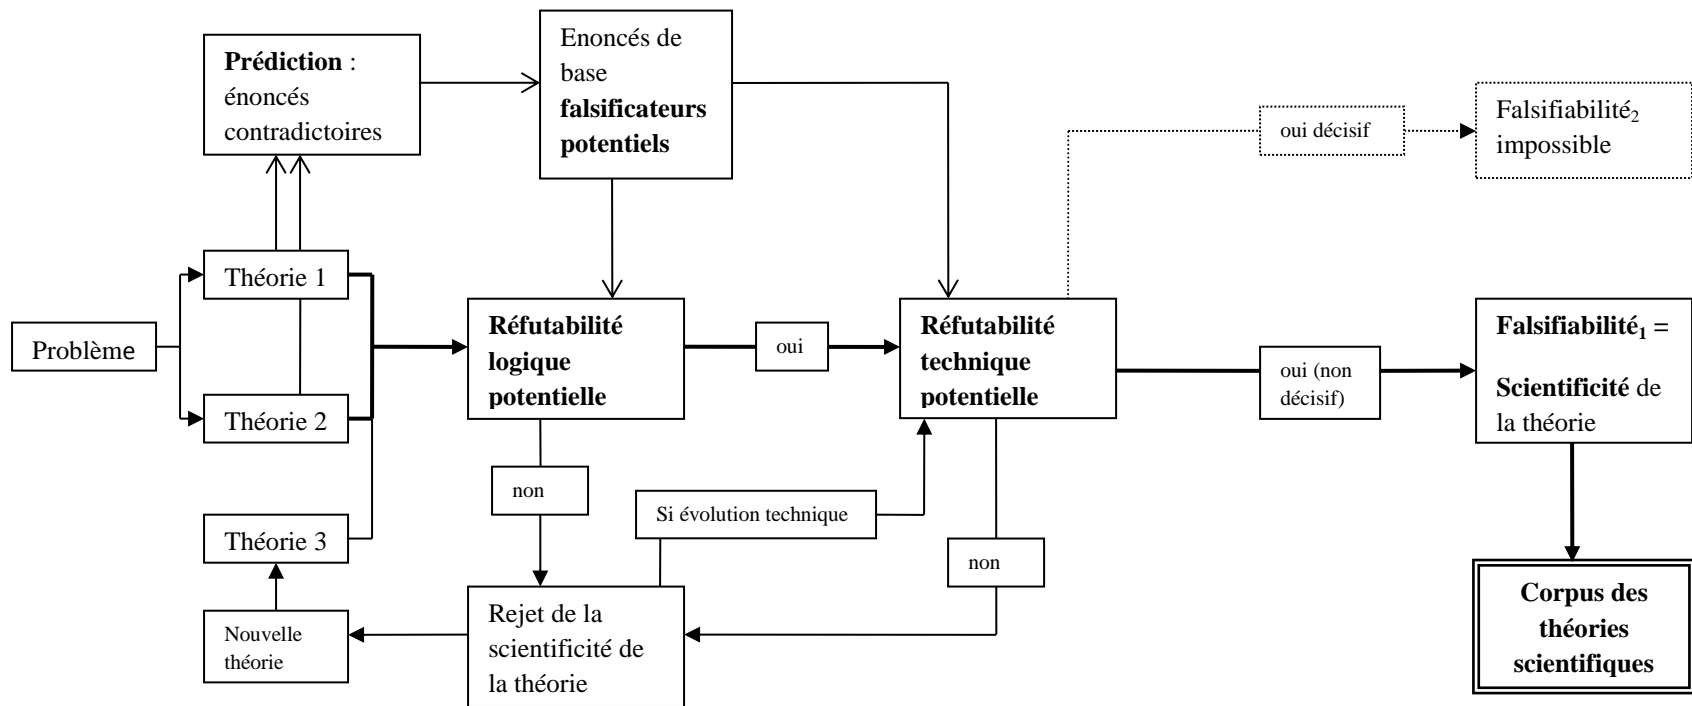 Prédiction :
énoncés
contradictoires
Enoncés de
base
falsificateurs
potentiels
oui décisif
Falsifiabilité₂
impossible
Problème
Théorie 1
Théorie 2
Théorie 3
Nouvelle
théorie
Réfutabilité
logique
potentielle
oui
non
Réfutabilité
technique
potentielle
Si évolution technique
non
Rejet de la
scientificité de
la théorie
oui (non
décisif)
Falsifiabilité₁ =
Scientificité de
la théorie
Corpus des
théories
scientifiques